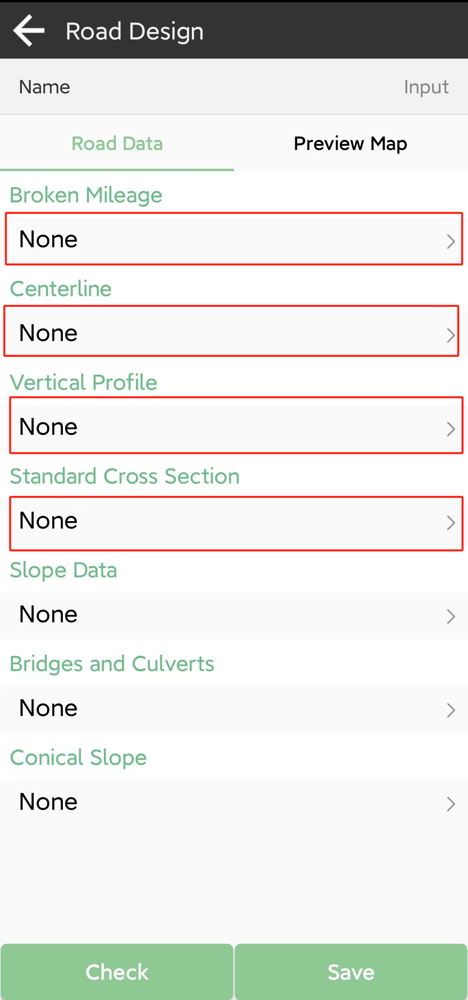 Road Design
Name Input
Road Data Preview Map
Broken Mileage
None
Centerline
None
Vertical Profile
None
Standard Cross Section
None
Slope Data
None
Bridges and Culverts
None
Conical Slope
None
Check Save